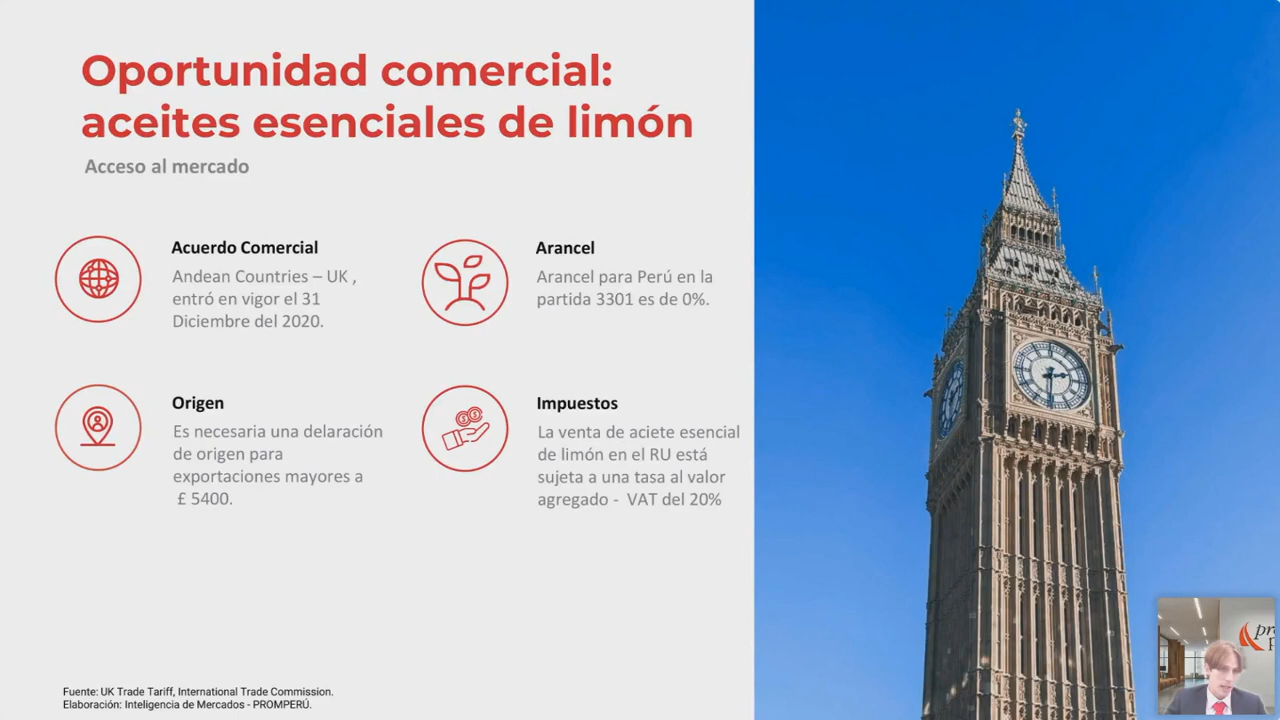 Oportunidad comercial:
aceites esenciales de limón
Acceso al mercado
Acuerdo Comercial
Andean Countries – UK ,
entró en vigor el 31
Diciembre del 2020.
Arancel
Arancel para Perú en la
partida 3301 es de 0%.
Origen
Es necesaria una delaración
de origen para
exportaciones mayores a
£ 5400.
Impuestos
La venta de aciete esencial
de limón en el RU está
sujeta a una tasa al valor
agregado - VAT del 20%
Fuente: UK Trade Tariff, International Trade Commission.
Elaboración: Inteligencia de Mercados - PROMPERÚ.